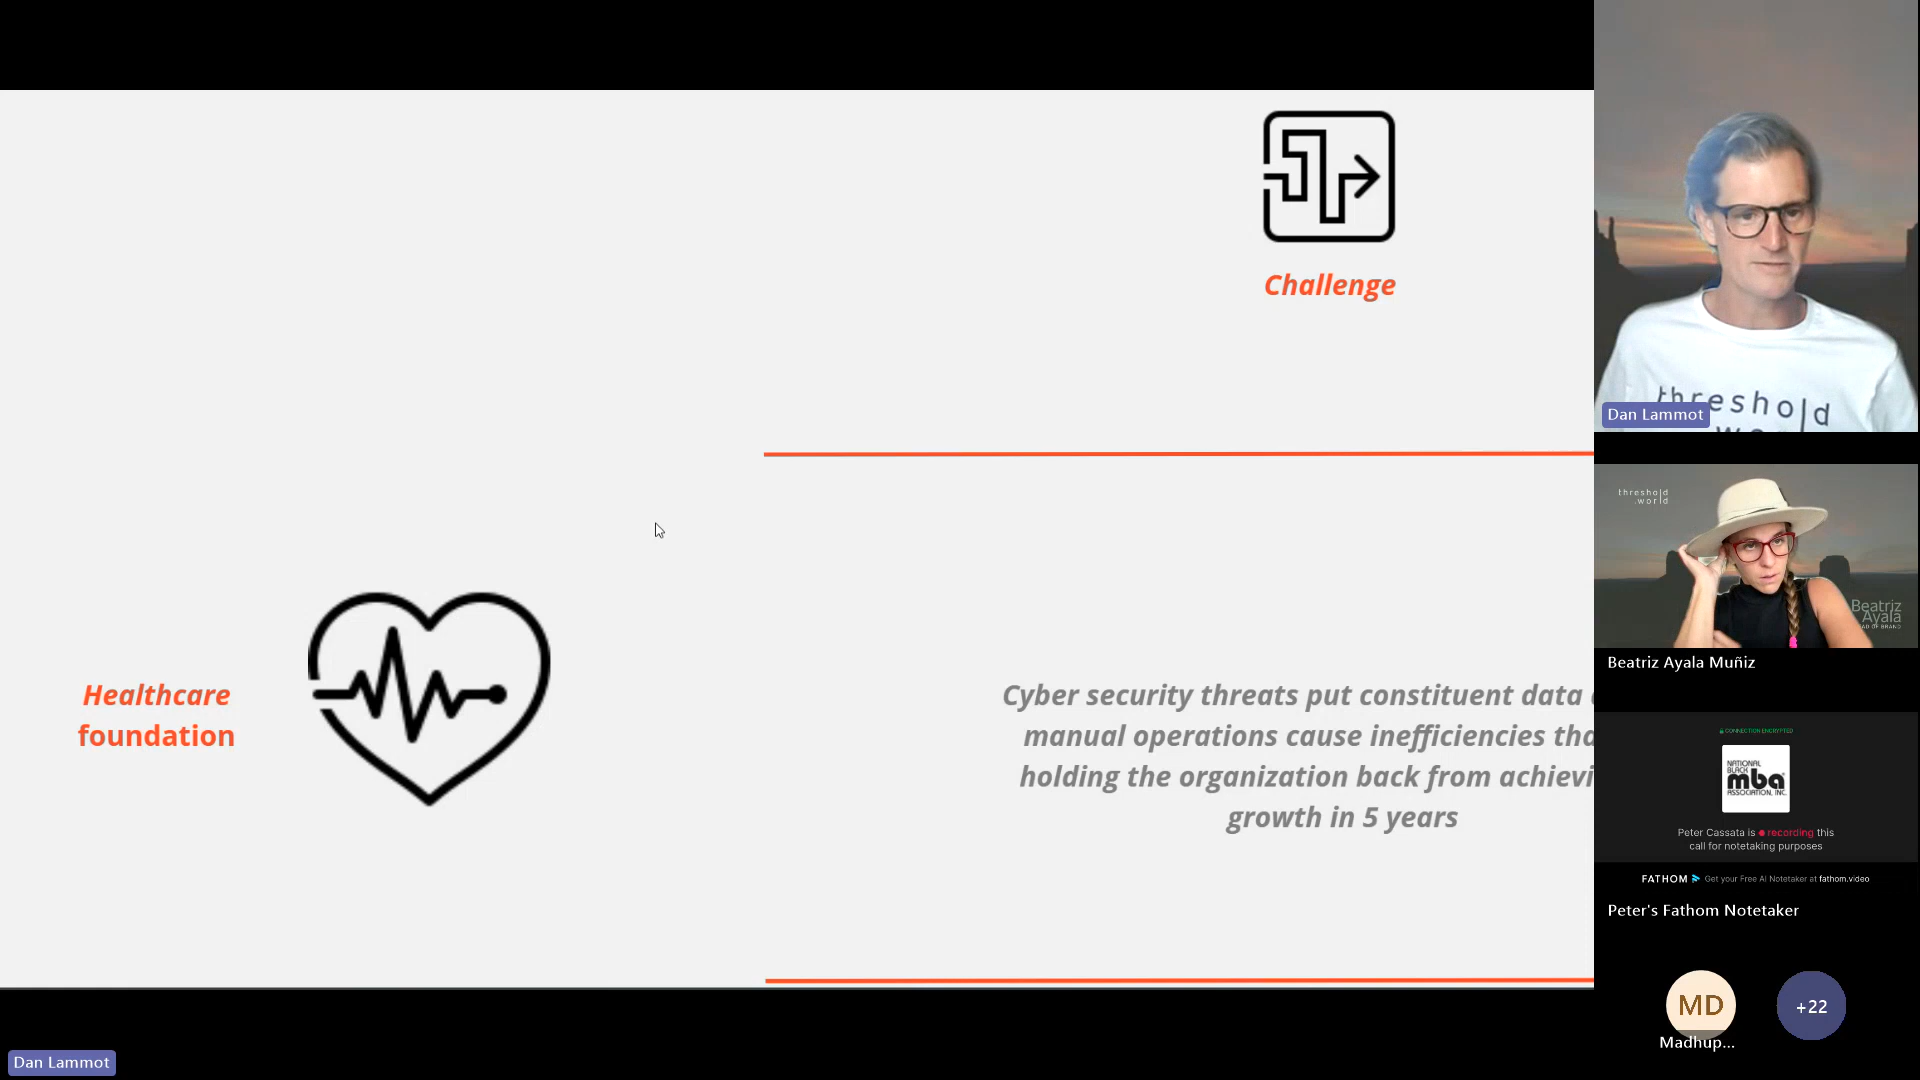 Challenge
Healthcare
foundation
Cyber security threats put constituent data
manual operations cause inefficiencies
holding the organization back from
growth in 5 years
threshold
Dan Lammot
threshold
.world
Beatriz
Ayala
Beatriz Ayala Muñiz
CONNECTION ENCRYPTED
NATIONAL
BLACK
mba
ASSOCIATION, INC.
Peter Cassata is recording this
call for notetaking purposes
FATHOM Get your Free AI Notetaker at fathom.video
Peter's Fathom Notetaker
MD
+22
Madhup...
Dan Lammot